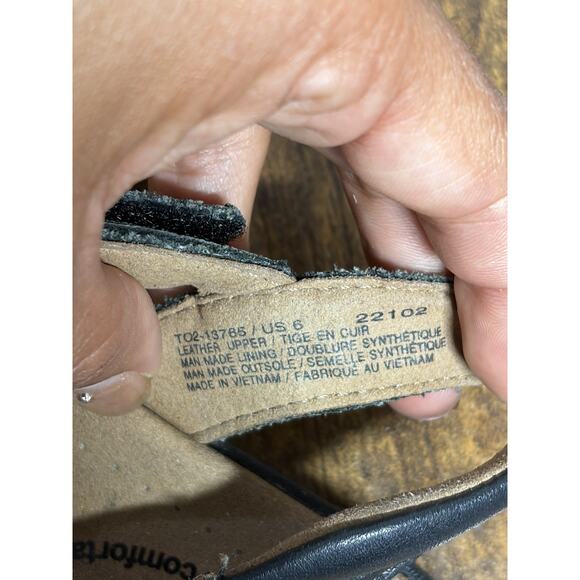 TO2-13765 / US 6 22102
LEATHER UPPER / TIGE EN CUIR
MAN MADE LINING / DOUBLURE SYNTHÉTIQUE
MAN MADE OUTSOLE / SEMELLE SYNTHÉTIQUE
MADE IN VIETNAM / FABRIQUÉ AU VIETNAM
comforta